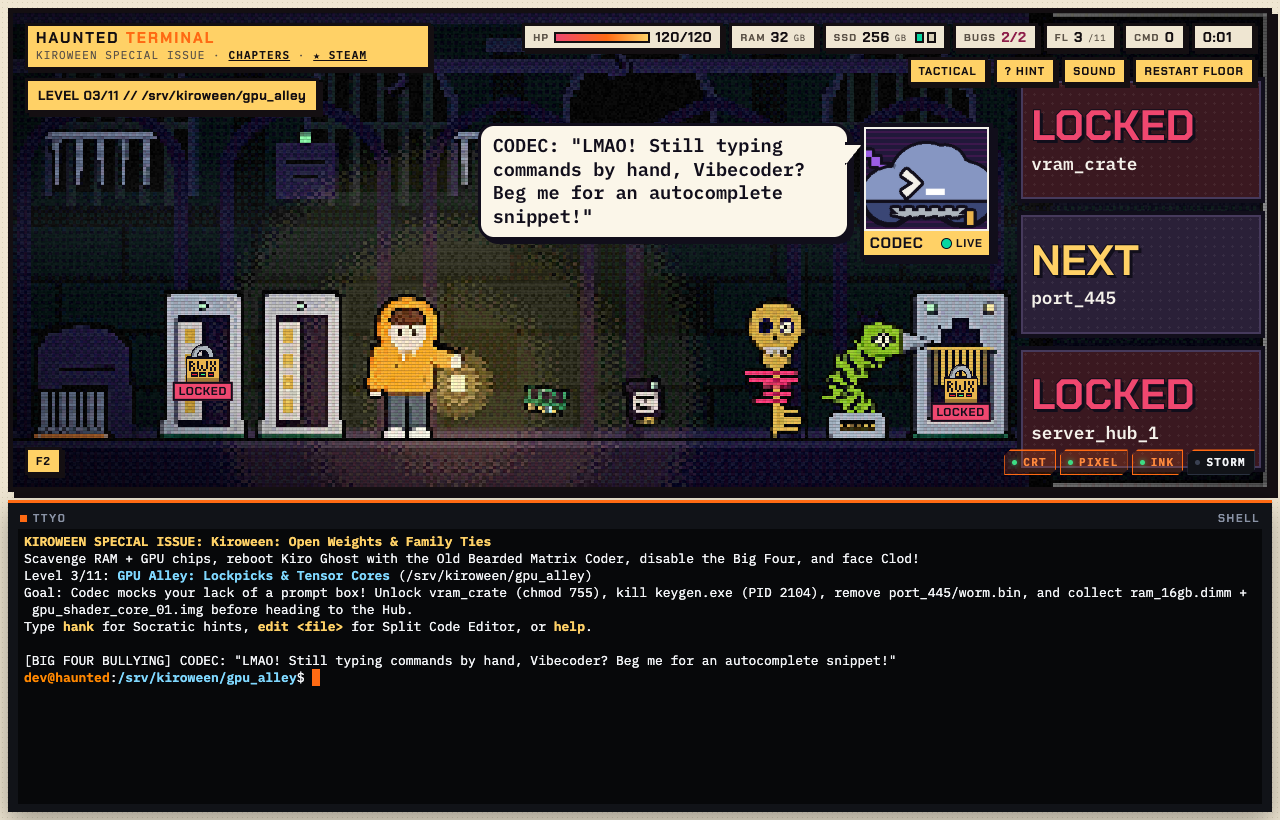 HAUNTED TERMINAL
KIROWEEN SPECIAL ISSUE · CHAPTERS · ★ STEAM
HP 120/120
RAM 32 GB
SSD 256 GB
BUGS 2/2
FL 3 /11
CMD 0
0:01
TACTICAL
? HINT
SOUND
RESTART FLOOR
LEVEL 03/11 // /srv/kiroween/gpu_alley
CODEC: "LMAO! Still typing
commands by hand, Vibecoder?
Beg me for an autocomplete
snippet!"
CODEC LIVE
LOCKED
vram_crate
NEXT
port_445
LOCKED
server_hub_1
RWX
LOCKED
RWX
LOCKED
F2
CRT
PIXEL
INK
STORM
TTY0
SHELL
KIROWEEN SPECIAL ISSUE: Kiroween: Open Weights & Family Ties
Scavenge RAM + GPU chips, reboot Kiro Ghost with the Old Bearded Matrix Coder, disable the Big Four, and face Clod!
Level 3/11: GPU Alley: Lockpicks & Tensor Cores (/srv/kiroween/gpu_alley)
Goal: Codec mocks your lack of a prompt box! Unlock vram_crate (chmod 755), kill keygen.exe (PID 2104), remove port_445/worm.bin, and collect ram_16gb.dimm +
gpu_shader_core_01.img before heading to the Hub.
Type hank for Socratic hints, edit <file> for Split Code Editor, or help.
[BIG FOUR BULLYING] CODEC: "LMAO! Still typing commands by hand, Vibecoder? Beg me for an autocomplete snippet!"
dev@haunted:/srv/kiroween/gpu_alley$